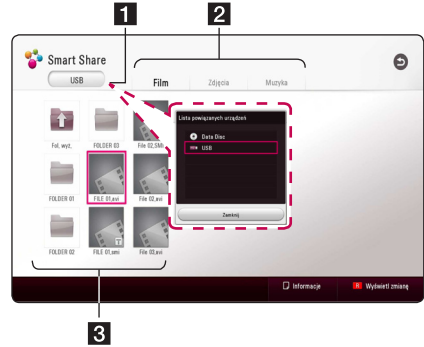 1
2
Smart Share
USB
Film
Zdjęcia
Muzyka
Lista powiązanych urządzeń
Data Disc
USB
Zamknij
Fol. wyż.
FOLDER 03
File 02.SMI
FOLDER 01
FILE 01.avi
File 02.avi
FOLDER 02
FILE 01.smi
File 03.avi
Informacje
R Wyświetl zmianę
3